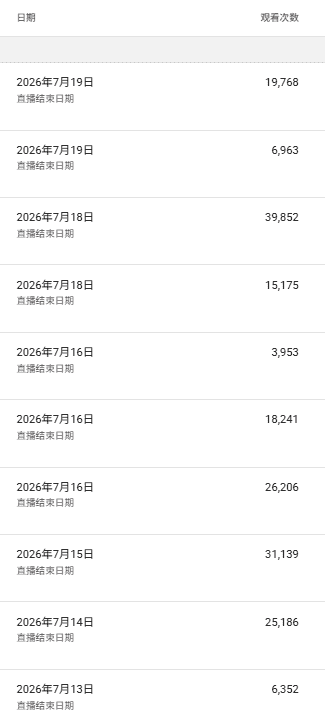 日期 观看次数
2026年7月19日 19,768
直播结束日期
2026年7月19日 6,963
直播结束日期
2026年7月18日 39,852
直播结束日期
2026年7月18日 15,175
直播结束日期
2026年7月16日 3,953
直播结束日期
2026年7月16日 18,241
直播结束日期
2026年7月16日 26,206
直播结束日期
2026年7月15日 31,139
直播结束日期
2026年7月14日 25,186
直播结束日期
2026年7月13日 6,352
直播结束日期